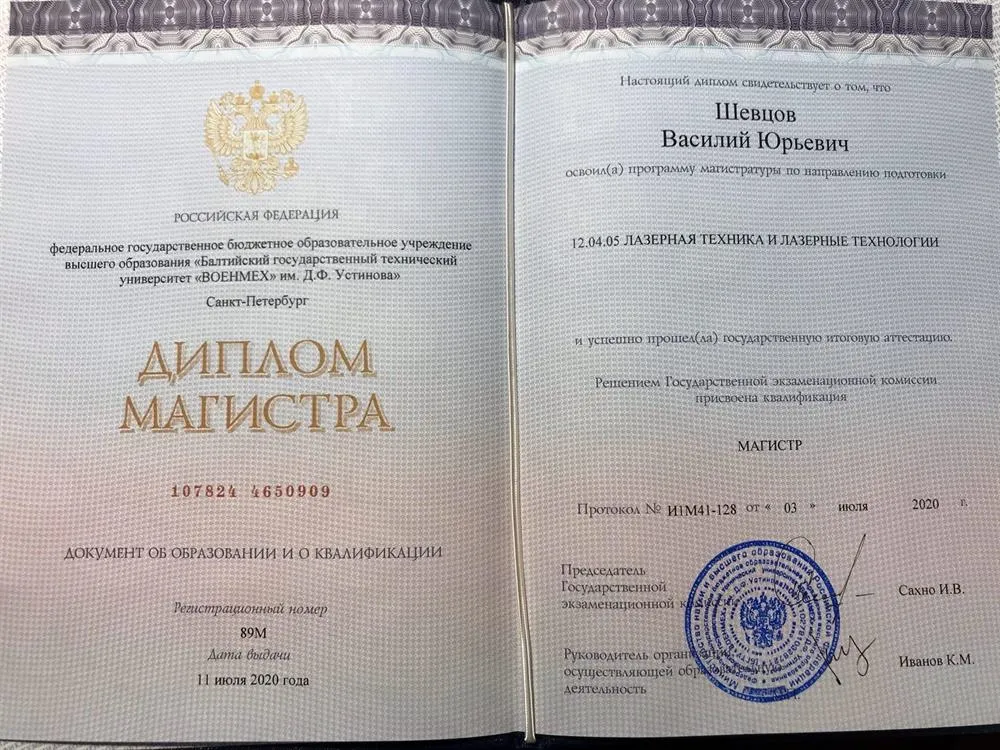 РОССИЙСКАЯ ФЕДЕРАЦИЯ
федеральное государственное бюджетное образовательное учреждение
высшего образования «Балтийский государственный технический
университет «ВОЕНМЕХ» им. Д.Ф. Устинова»
Санкт-Петербург
ДИПЛОМ
МАГИСТРА
107824 4650909
ДОКУМЕНТ ОБ ОБРАЗОВАНИИ И О КВАЛИФИКАЦИИ
Регистрационный номер
89М
Дата выдачи
11 июля 2020 года
Настоящий диплом свидетельствует о том, что
Шевцов
Василий Юрьевич
освоил(а) программу магистратуры по направлению подготовки
12.04.05 ЛАЗЕРНАЯ ТЕХНИКА И ЛАЗЕРНЫЕ ТЕХНОЛОГИИ
и успешно прошел(ла) государственную итоговую аттестацию.
Решением Государственной экзаменационной комиссии
присвоена квалификация
МАГИСТР
Протокол № И1М41-128 от « 03 » июля 2020 г.
Председатель
Государственной
экзаменационной
Сахно И.В.
Руководитель
осуществляющей
деятельность
Иванов К.М.